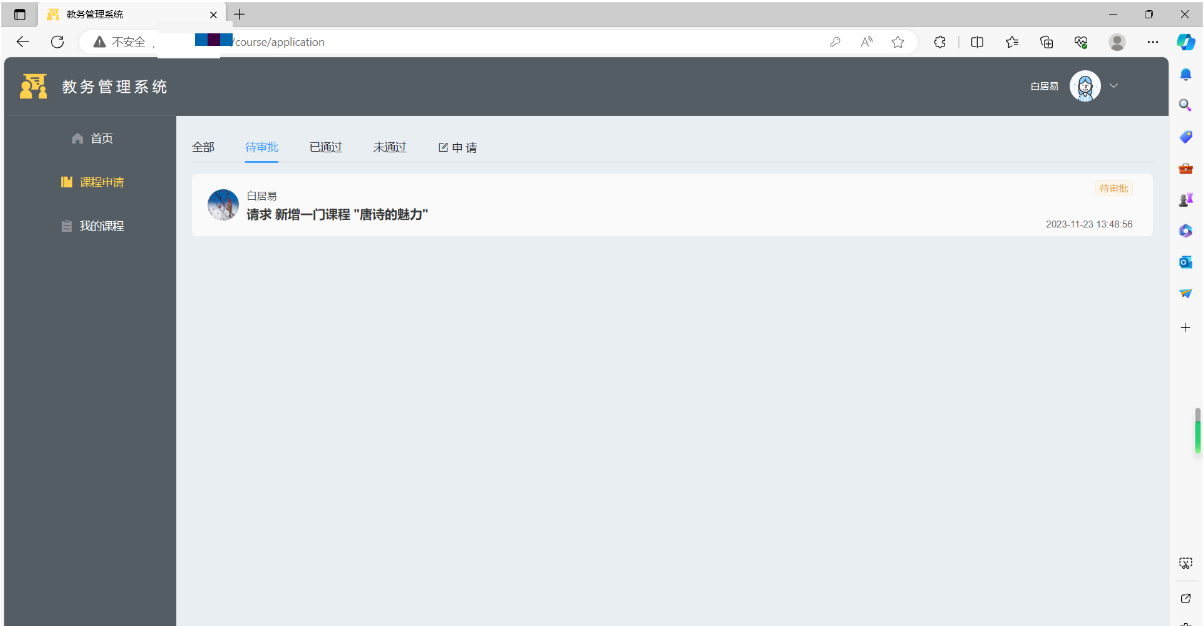 教务管理系统
不安全
/course/application
教务管理系统
白居易
首页
课程申请
我的课程
全部 待审批 已通过 未通过 申 请
白居易
待审批
请求 新增一门课程 "唐诗的魅力"
2023-11-23 13:48:56